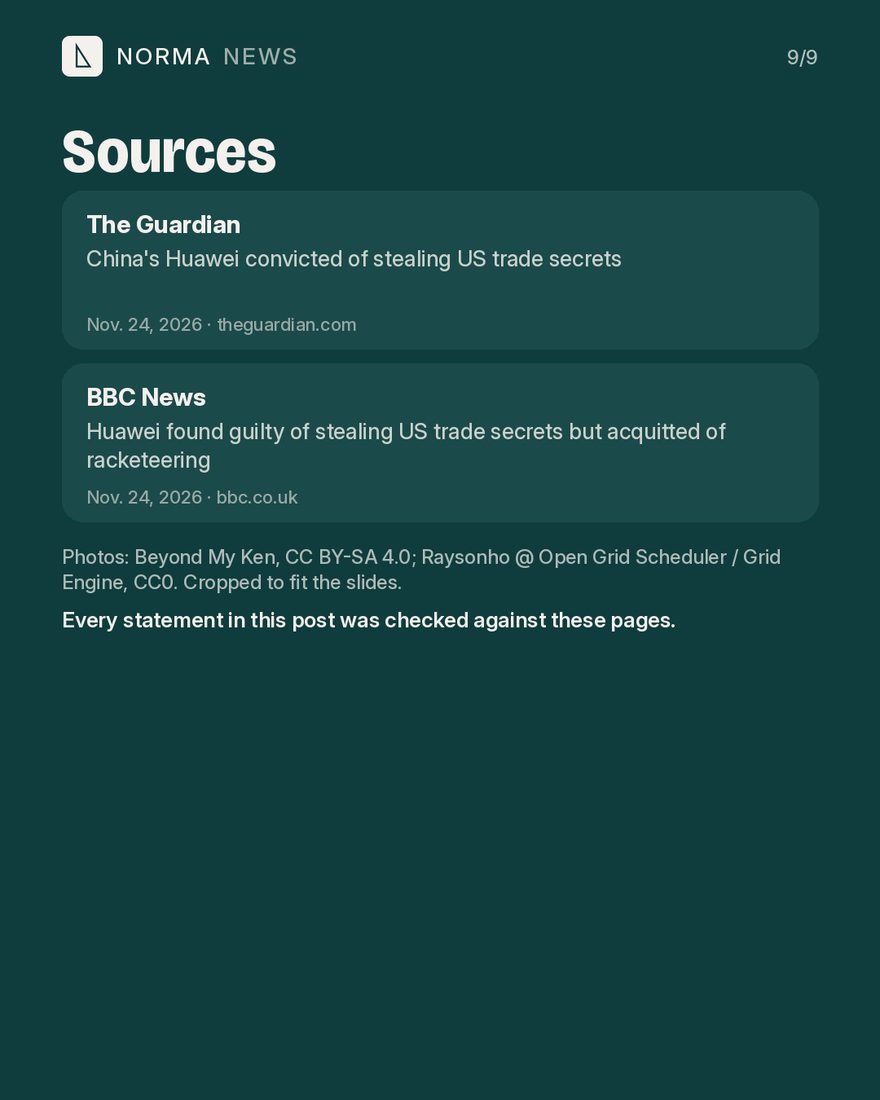 NORMA NEWS
9/9
Sources
The Guardian
China's Huawei convicted of stealing US trade secrets
Nov. 24, 2026 · theguardian.com
BBC News
Huawei found guilty of stealing US trade secrets but acquitted of
racketeering
Nov. 24, 2026 · bbc.co.uk
Photos: Beyond My Ken, CC BY-SA 4.0; Raysonho @ Open Grid Scheduler / Grid
Engine, CC0. Cropped to fit the slides.
Every statement in this post was checked against these pages.